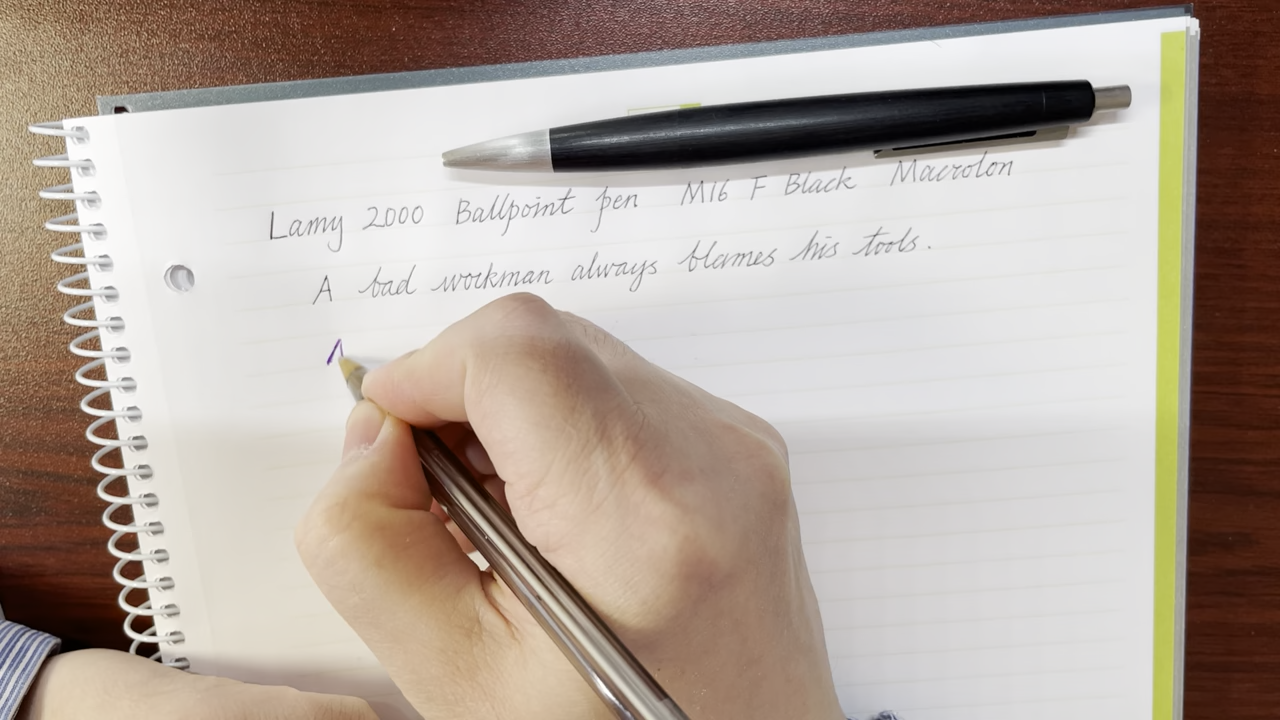 Lamy 2000 Ballpoint pen M16 F Black Macrolon
A bad workman always blames his tools.